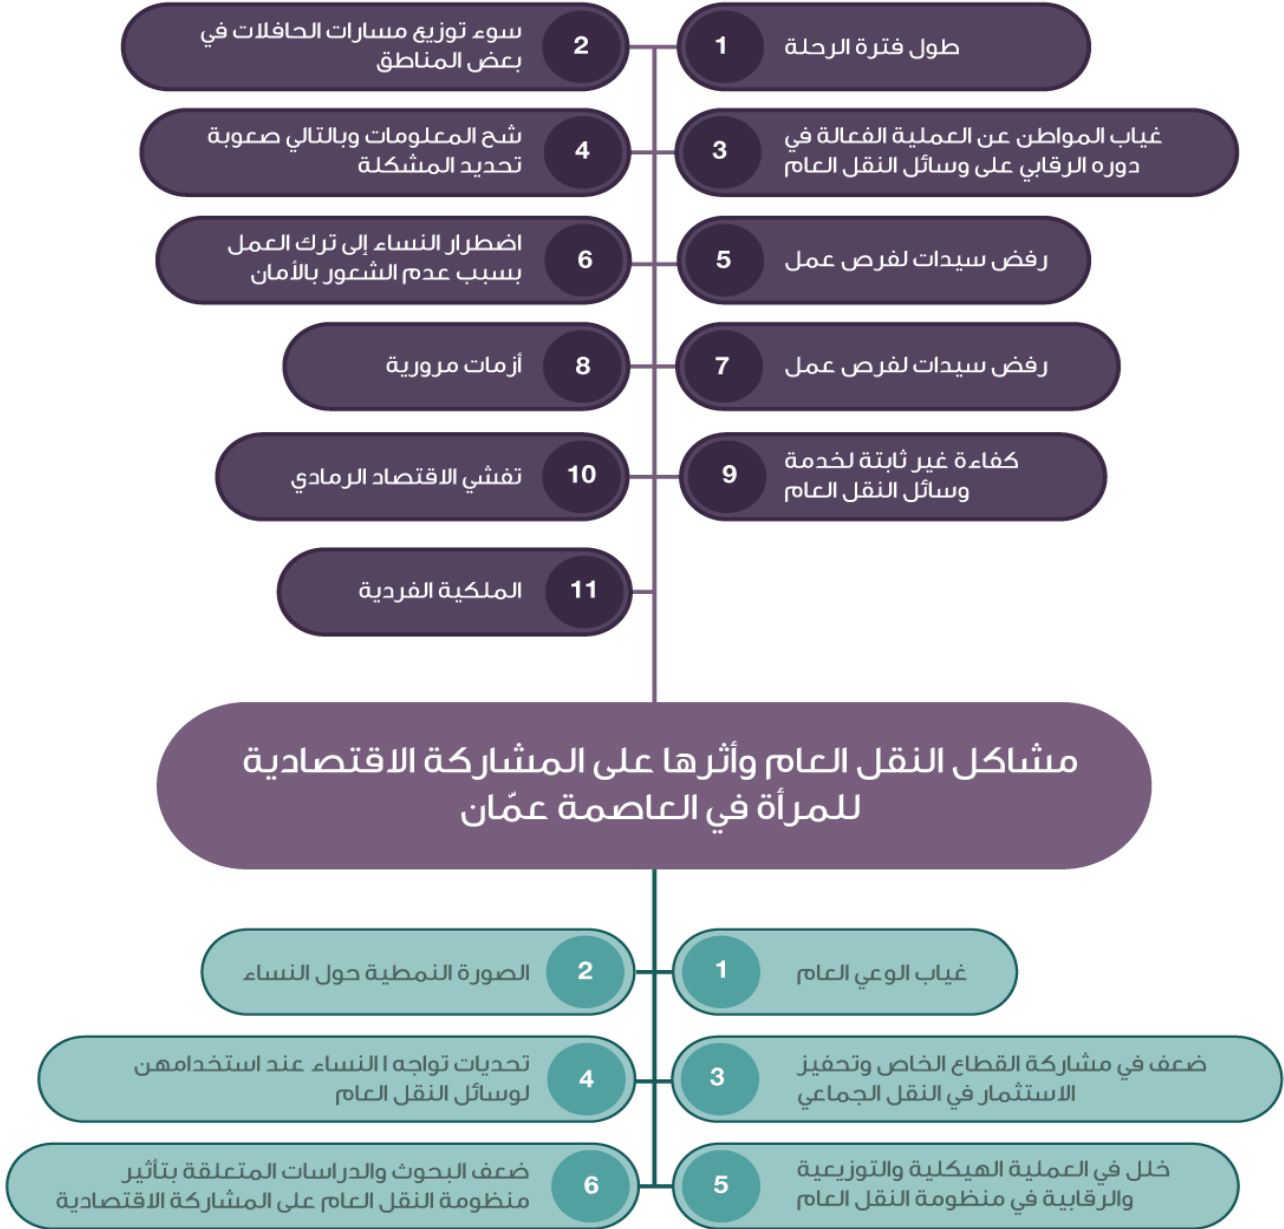 1
طول فترة الرحلة
2
سوء توزيع مسارات الحافلات في
بعض المناطق
3
غياب المواطن عن العملية الفعالة في
دوره الرقابي على وسائل النقل العام
4
شح المعلومات وبالتالي صعوبة
تحديد المشكلة
5
رفض سيدات لفرص عمل
6
اضطرار النساء إلى ترك العمل
بسبب عدم الشعور بالأمان
7
رفض سيدات لفرص عمل
8
أزمات مرورية
9
كفاءة غير ثابتة لخدمة
وسائل النقل العام
10
تفشي الاقتصاد الرمادي
11
الملكية الفردية
مشاكل النقل العام وأثرها على المشاركة الاقتصادية
للمرأة في العاصمة عمّان
1
غياب الوعي العام
2
الصورة النمطية حول النساء
3
ضعف في مشاركة القطاع الخاص وتحفيز
الاستثمار في النقل الجماعي
4
تحديات تواجه ا النساء عند استخدامهن
لوسائل النقل العام
5
خلل في العملية الهيكلية والتوزيعية
والرقابية في منظومة النقل العام
6
ضعف البحوث والدراسات المتعلقة بتأثير
منظومة النقل العام على المشاركة الاقتصادية